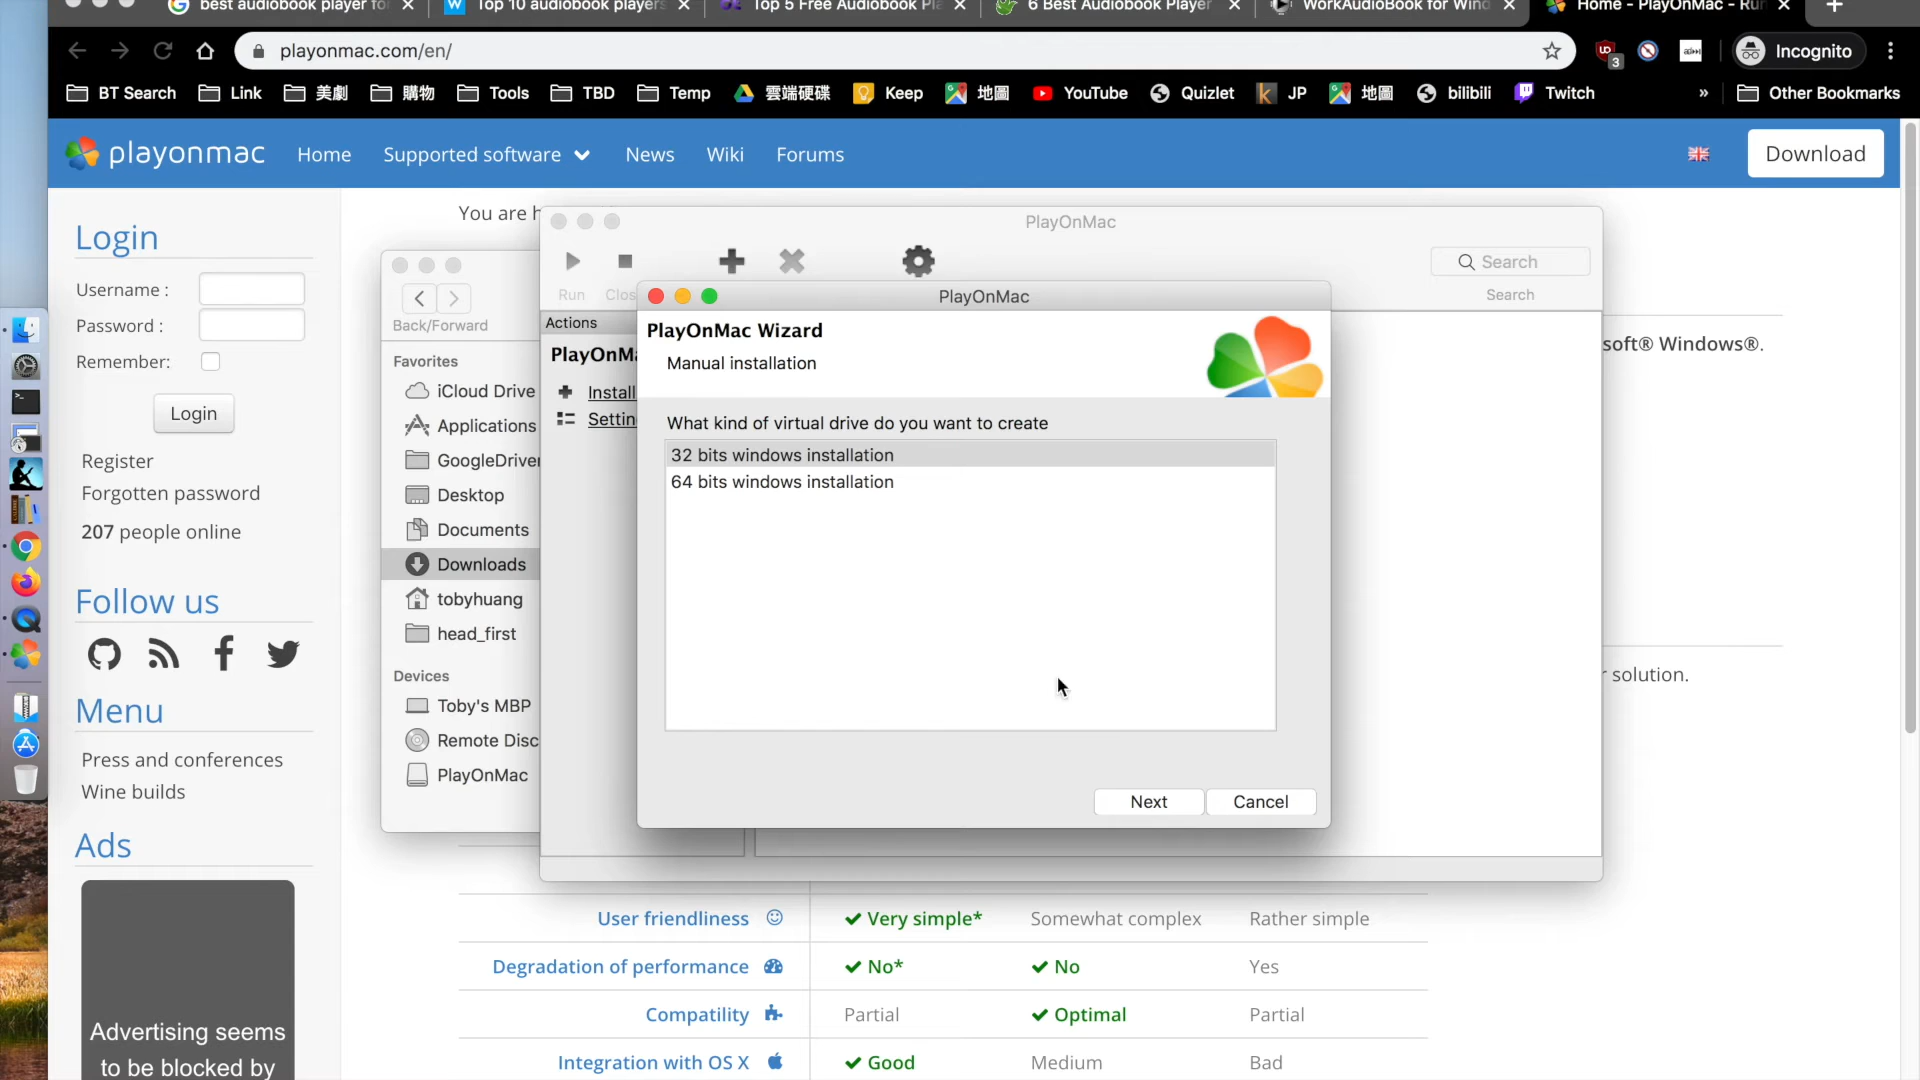 best audiobook player fo
Top 10 audiobook players
Top 5 Free Audiobook Pla
6 Best Audiobook Player
WorkAudioBook for Wind
Home - PlayOnMac - Run
playonmac.com/en/
3
Incognito
BT Search
Link
美劇
購物
Tools
TBD
Temp
雲端硬碟
Keep
地圖
YouTube
Quizlet
JP
地圖
bilibili
Twitch
»
Other Bookmarks
playonmac
Home
Supported software
News
Wiki
Forums
Download
Login
Username :
Password :
Remember:
Login
Register
Forgotten password
207 people online
Follow us
Menu
Press and conferences
Wine builds
Ads
Advertising seems
to be blocked by
You are h
Back/Forward
Favorites
iCloud Drive
Applications
GoogleDrive
Desktop
Documents
Downloads
tobyhuang
head_first
Devices
Toby's MBP
Remote Disc
PlayOnMac
PlayOnMac
Run
Clos
Search
Search
Actions
PlayOnMa
Install
Settin
PlayOnMac
PlayOnMac Wizard
Manual installation
What kind of virtual drive do you want to create
32 bits windows installation
64 bits windows installation
Next
Cancel
soft® Windows®.
r solution.
User friendliness
Very simple*
Somewhat complex
Rather simple
Degradation of performance
No*
No
Yes
Compatibility
Partial
Optimal
Partial
Integration with OS X
Good
Medium
Bad